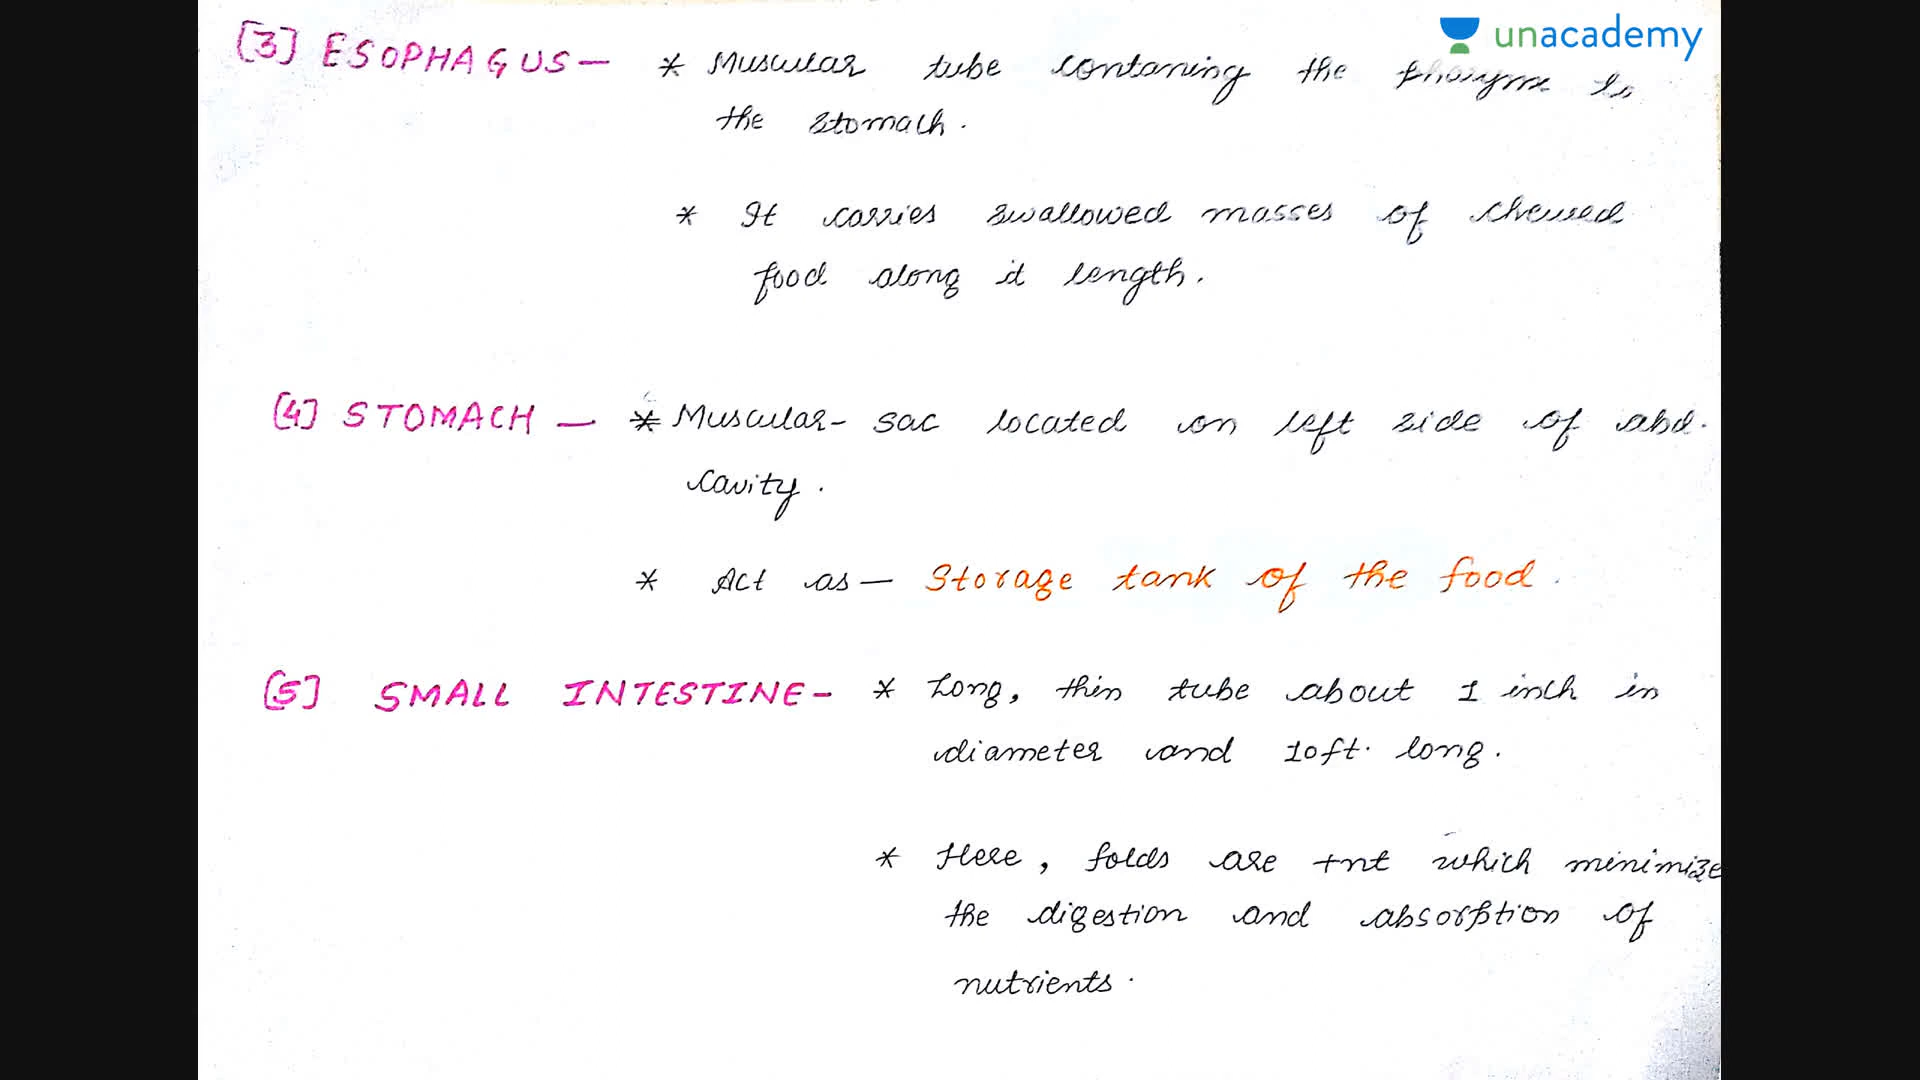 unacademy
[3] ESOPHAGUS— * Muscular tube contaning the pharynx to
the stomach.
* It carries swallowed masses of chewed
food along it length.
[4] STOMACH — * Muscular- sac located on left side of abd.
cavity.
* Act as — Storage tank of the food.
[5] SMALL INTESTINE- * Long, thin tube about 1 inch in
diameter and 10ft. long.
* Here, folds are +nt which minimize
the digestion and absorption of
nutrients.